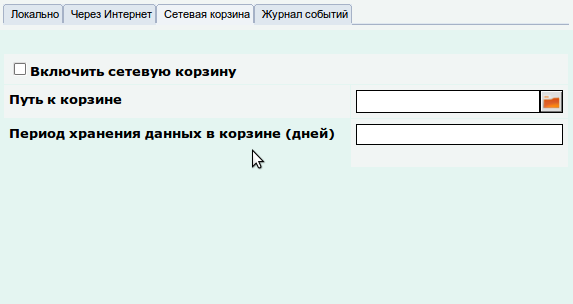 Локально Через Интернет Сетевая корзина Журнал событий
Включить сетевую корзину
Путь к корзине
Период хранения данных в корзине (дней)